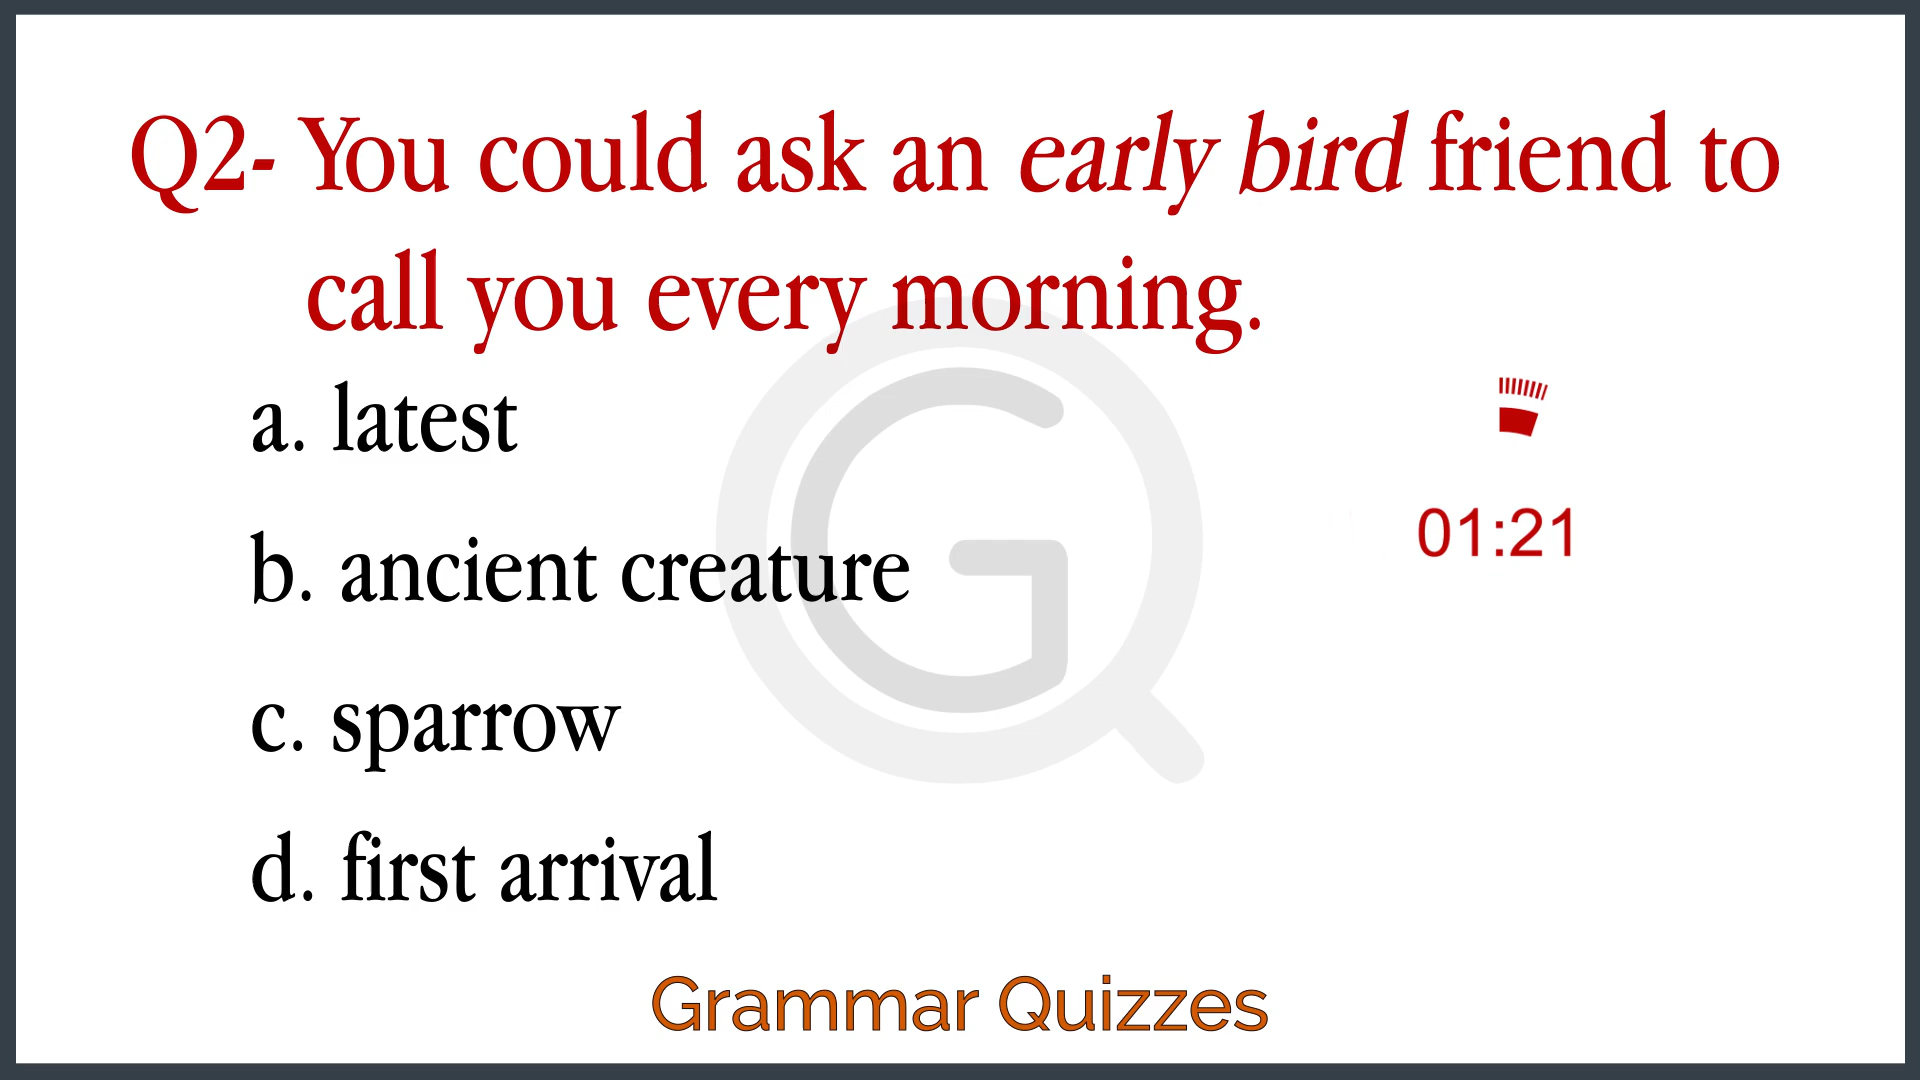 Q2- You could ask an early bird friend to
call you every morning.
a. latest
01:21
b. ancient creature
c. sparrow
d. first arrival
Grammar Quizzes